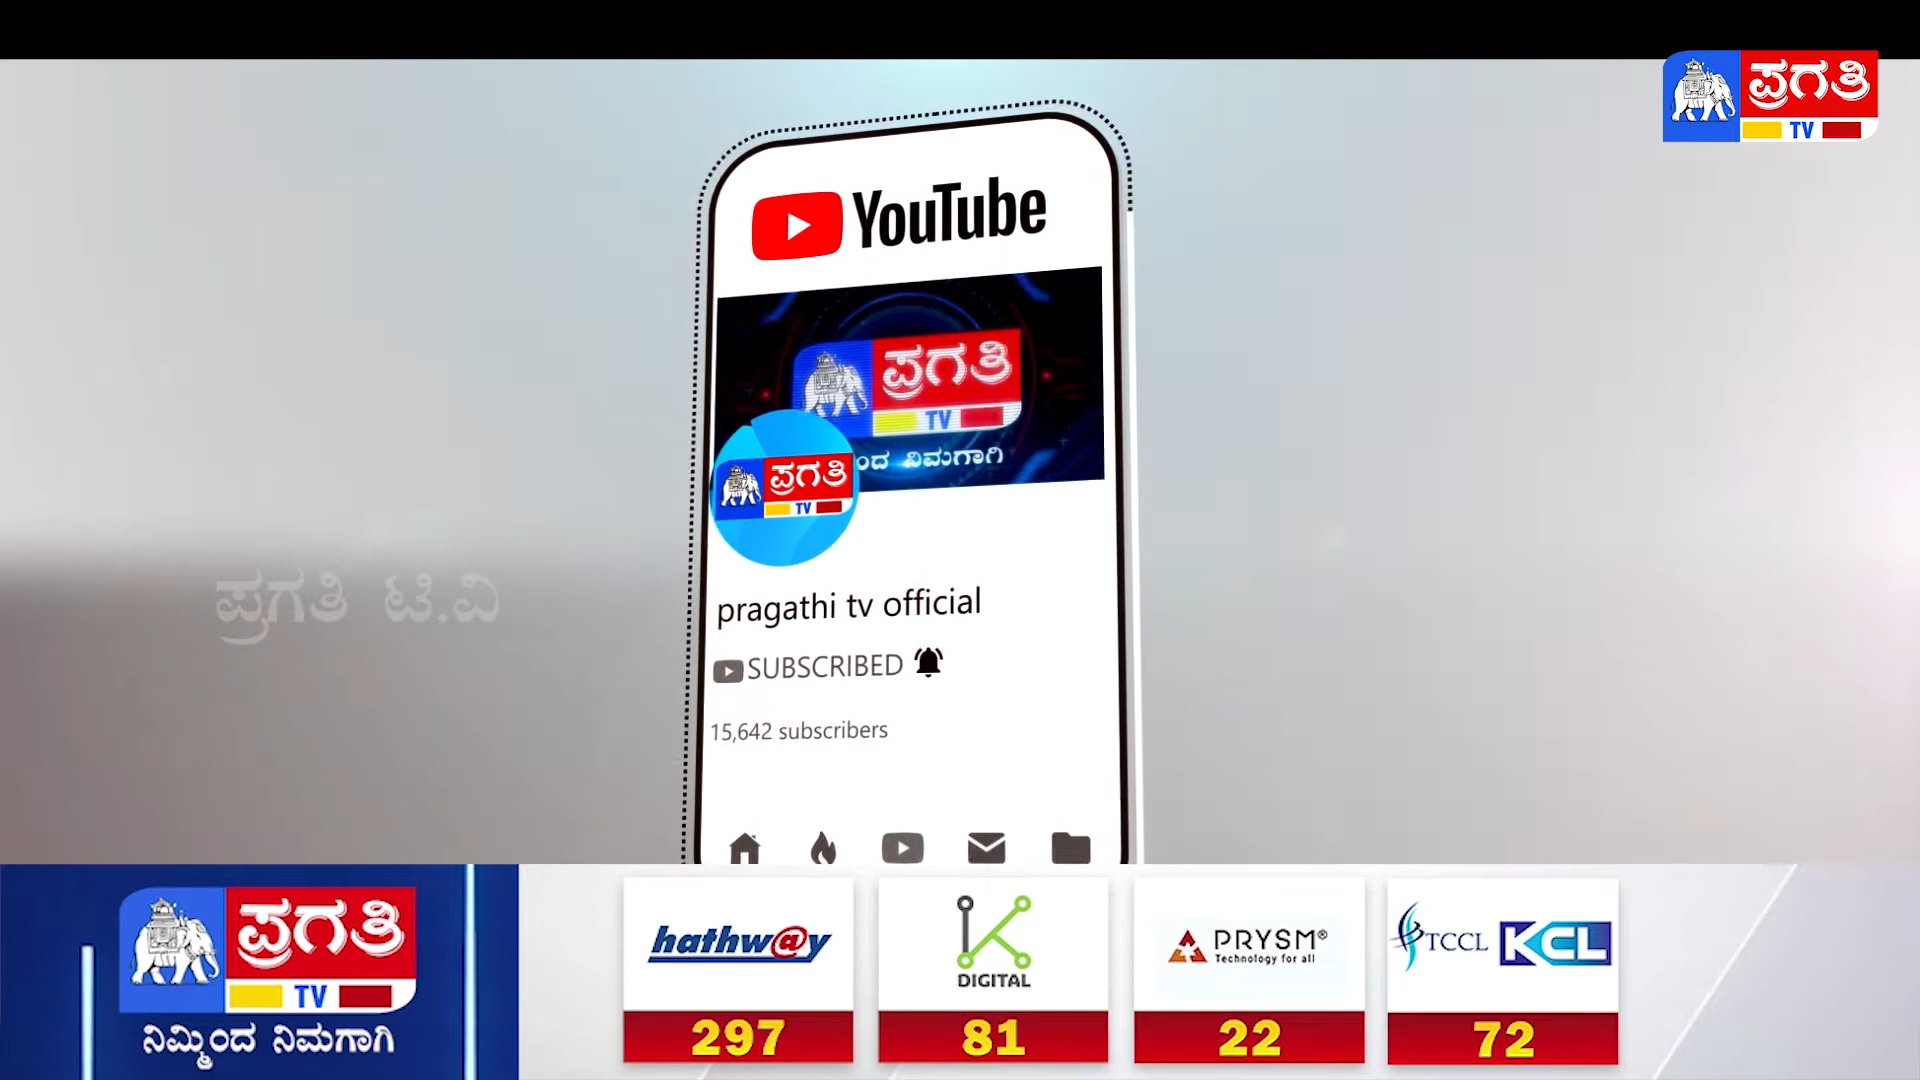 ಪ್ರಗತಿ
TV
YouTube
ಪ್ರಗತಿ
TV
ಂದ ನಿಮಗಾಗಿ
ಪ್ರಗತಿ
TV
pragathi tv official
SUBSCRIBED
15,642 subscribers
ಪ್ರಗತಿ ಟಿ.ವಿ
ಪ್ರಗತಿ
TV
ನಿಮ್ಮಿಂದ ನಿಮಗಾಗಿ
hathw@y
297
K
DIGITAL
81
PRYSM®
Technology for all
22
TCCL KCL
72